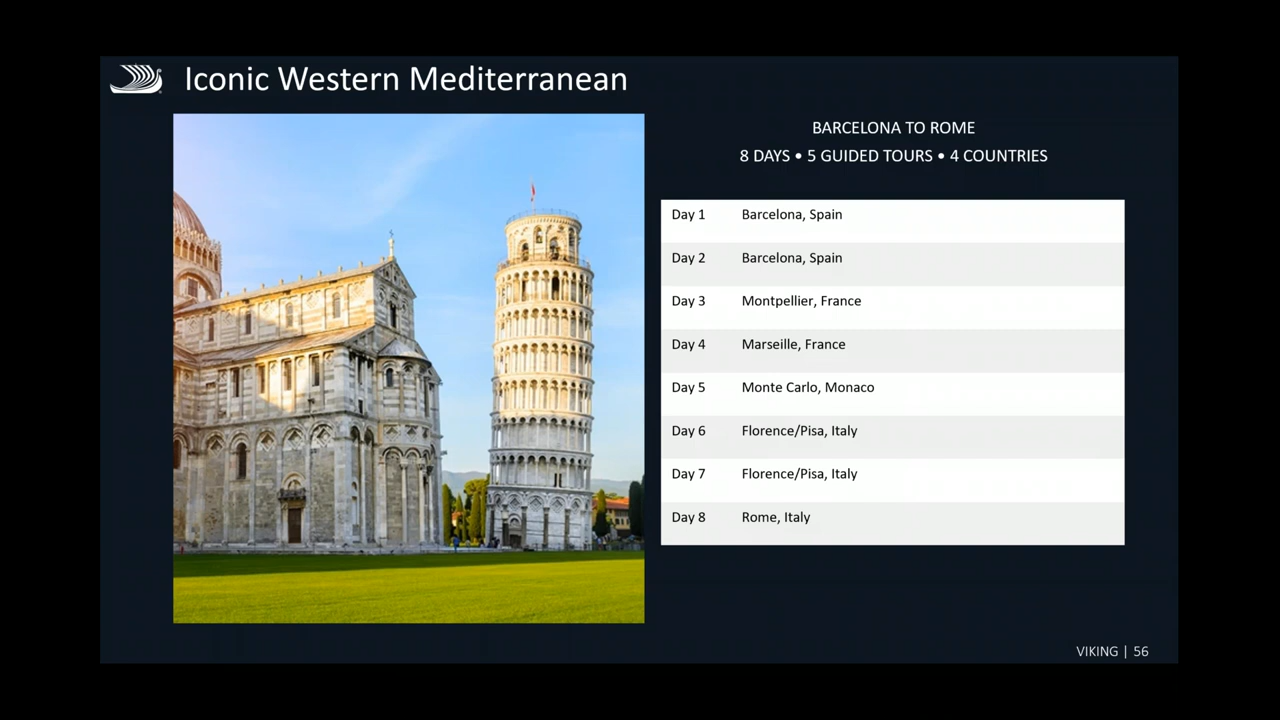 Iconic Western Mediterranean
BARCELONA TO ROME
8 DAYS • 5 GUIDED TOURS • 4 COUNTRIES
Day 1 Barcelona, Spain
Day 2 Barcelona, Spain
Day 3 Montpellier, France
Day 4 Marseille, France
Day 5 Monte Carlo, Monaco
Day 6 Florence/Pisa, Italy
Day 7 Florence/Pisa, Italy
Day 8 Rome, Italy
VIKING | 56